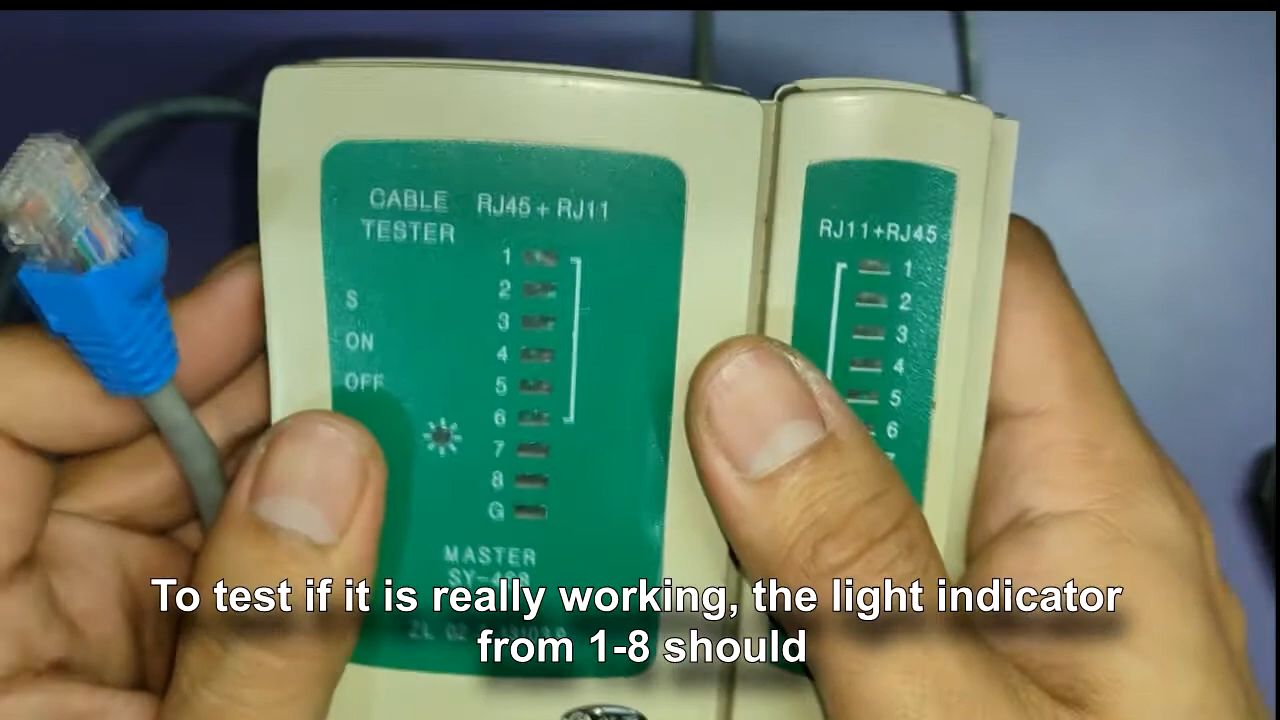 CABLE RJ45 + RJ11
TESTER
1
2
S
3
ON
4
OFF
5
6
7
8
G
MASTER
RJ11+RJ45
1
2
3
4
5
6
To test if it is really working, the light indicator
from 1-8 should